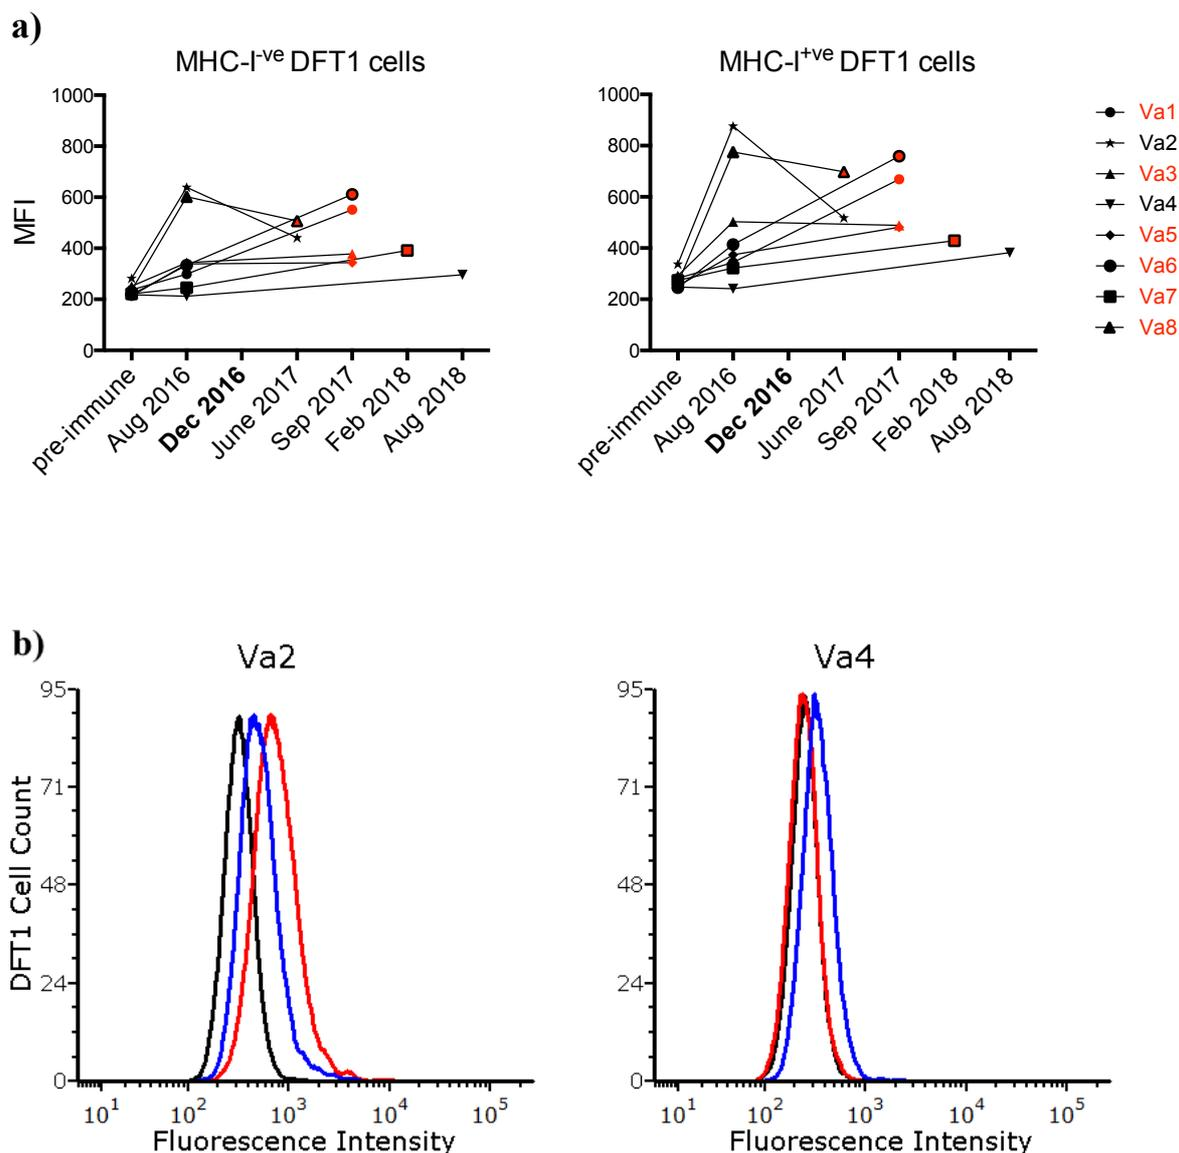 a)
MHC-I-ve DFT1 cells
MFI
1000
800
600
400
200
0
pre-immune
Aug 2016
Dec 2016
June 2017
Sep 2017
Feb 2018
Aug 2018
MHC-I+ve DFT1 cells
1000
800
600
400
200
0
pre-immune
Aug 2016
Dec 2016
June 2017
Sep 2017
Feb 2018
Aug 2018
Va1
Va2
Va3
Va4
Va5
Va6
Va7
Va8
b)
Va2
DFT1 Cell Count
95
71
48
24
0
10^1 10^2 10^3 10^4 10^5
Fluorescence Intensity
Va4
95
71
48
24
0
10^1 10^2 10^3 10^4 10^5
Fluorescence Intensity